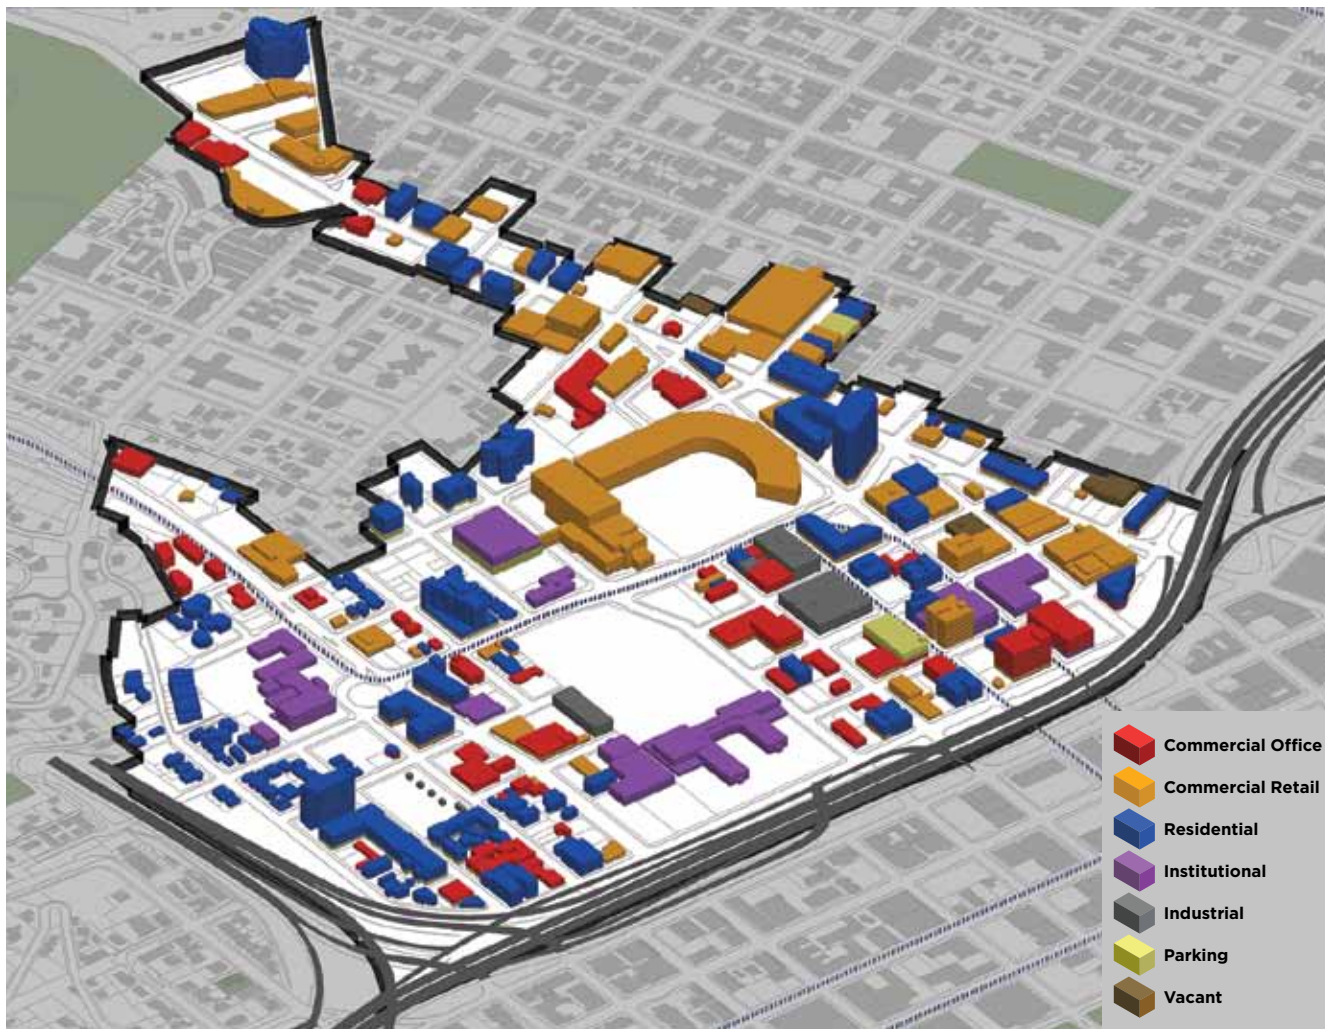 Commercial Office
Commercial Retail
Residential
Institutional
Industrial
Parking
Vacant